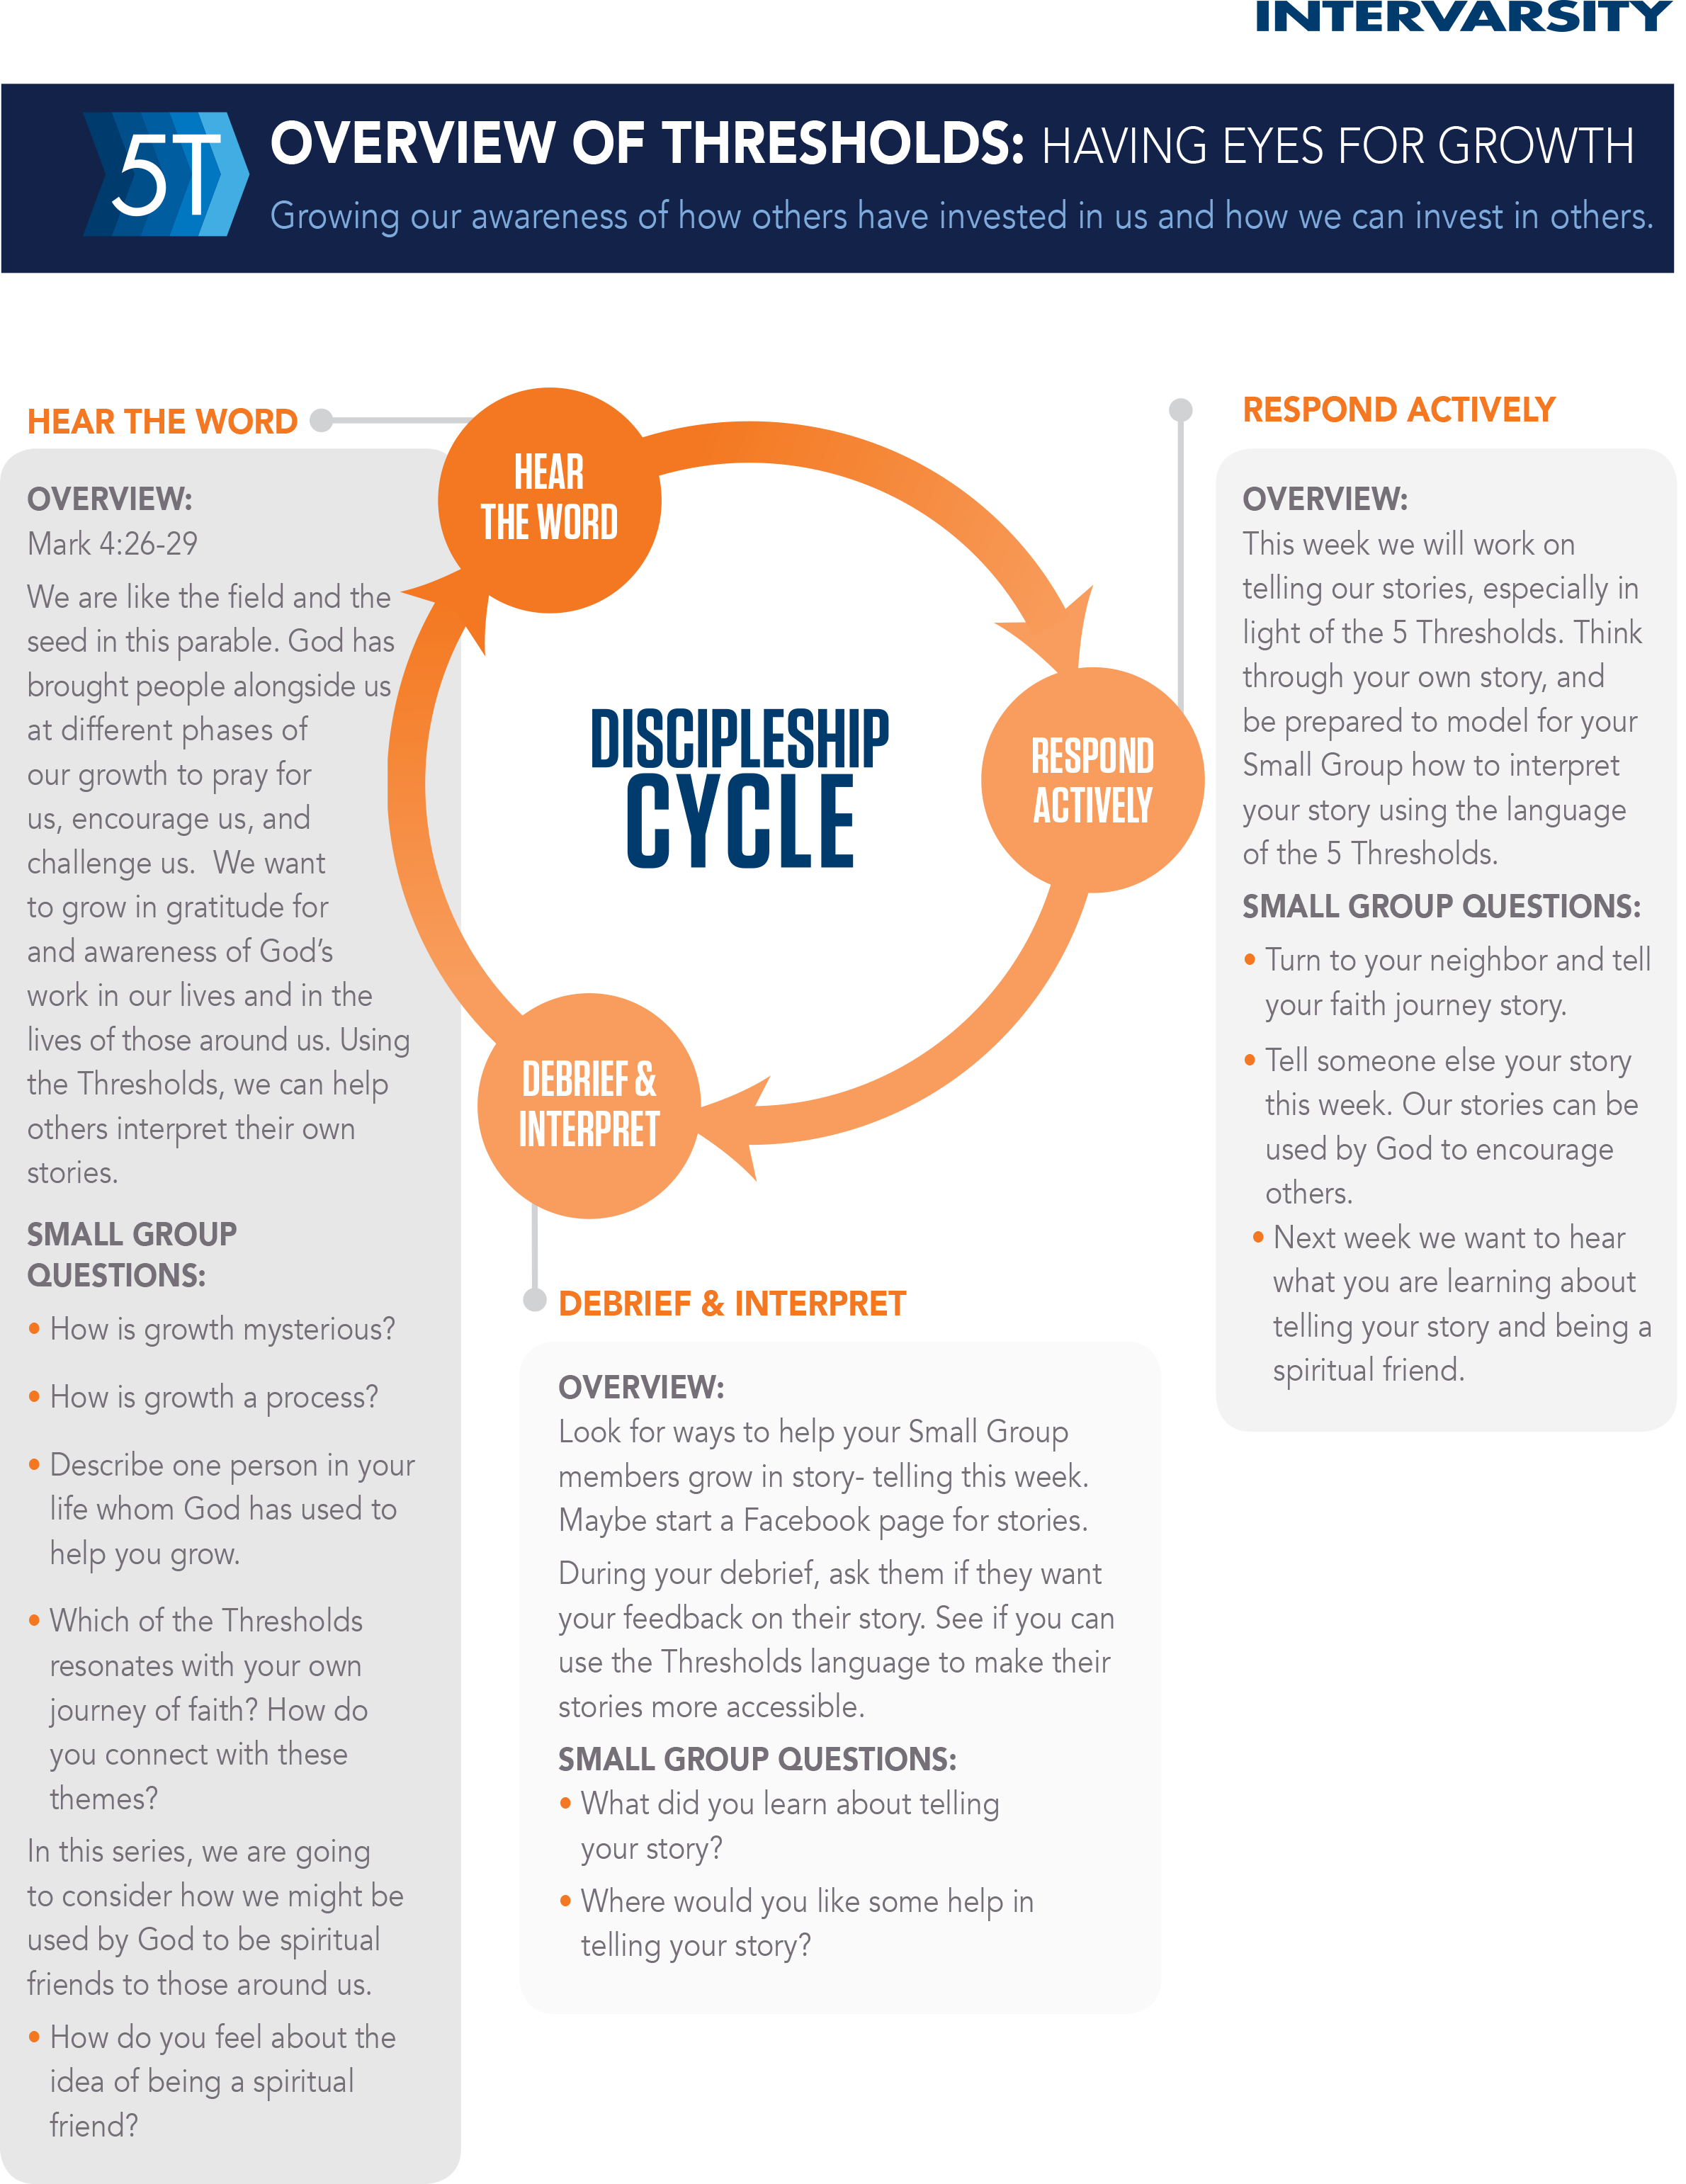 INTERVARSITY
5T
OVERVIEW OF THRESHOLDS: HAVING EYES FOR GROWTH
Growing our awareness of how others have invested in us and how we can invest in others.
HEAR THE WORD
OVERVIEW:
Mark 4:26-29
We are like the field and the
seed in this parable. God has
brought people alongside us
at different phases of
our growth to pray for
us, encourage us, and
challenge us.  We want
to grow in gratitude for
and awareness of God’s
work in our lives and in the
lives of those around us. Using
the Thresholds, we can help
others interpret their own
stories.
SMALL GROUP
QUESTIONS:
• How is growth mysterious?
• How is growth a process?
• Describe one person in your
life whom God has used to
help you grow.
• Which of the Thresholds
resonates with your own
journey of faith? How do
you connect with these
themes?
In this series, we are going
to consider how we might be
used by God to be spiritual
friends to those around us.
• How do you feel about the
idea of being a spiritual
friend?
HEAR
THE WORD
DISCIPLESHIP
CYCLE
RESPOND
ACTIVELY
DEBRIEF &
INTERPRET
DEBRIEF & INTERPRET
OVERVIEW:
Look for ways to help your Small Group
members grow in story- telling this week.
Maybe start a Facebook page for stories.
During your debrief, ask them if they want
your feedback on their story. See if you can
use the Thresholds language to make their
stories more accessible.
SMALL GROUP QUESTIONS:
• What did you learn about telling
your story?
• Where would you like some help in
telling your story?
RESPOND ACTIVELY
OVERVIEW:
This week we will work on
telling our stories, especially in
light of the 5 Thresholds. Think
through your own story, and
be prepared to model for your
Small Group how to interpret
your story using the language
of the 5 Thresholds.
SMALL GROUP QUESTIONS:
• Turn to your neighbor and tell
your faith journey story.
• Tell someone else your story
this week. Our stories can be
used by God to encourage
others.
• Next week we want to hear
what you are learning about
telling your story and being a
spiritual friend.